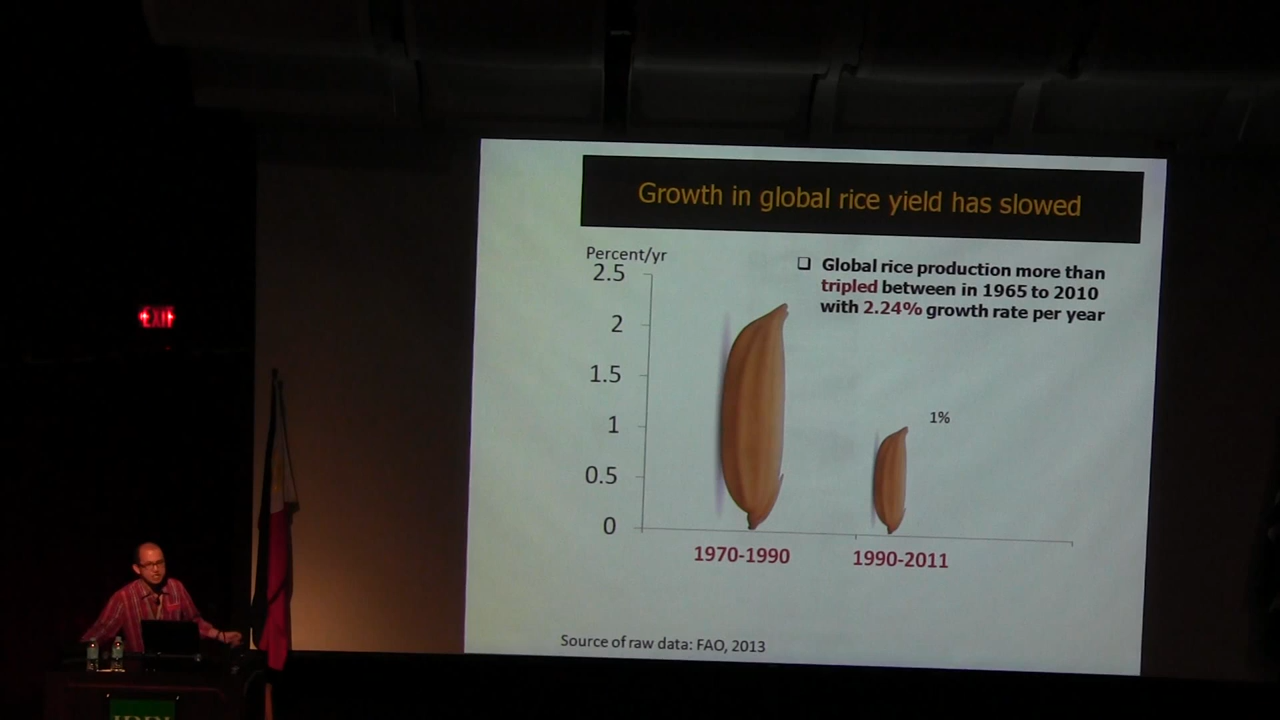 Growth in global rice yield has slowed
Percent/yr
2.5
2
1.5
1
0.5
0
❑ Global rice production more than
tripled between in 1965 to 2010
with 2.24% growth rate per year
1%
1970-1990
1990-2011
Source of raw data: FAO, 2013
EXIT